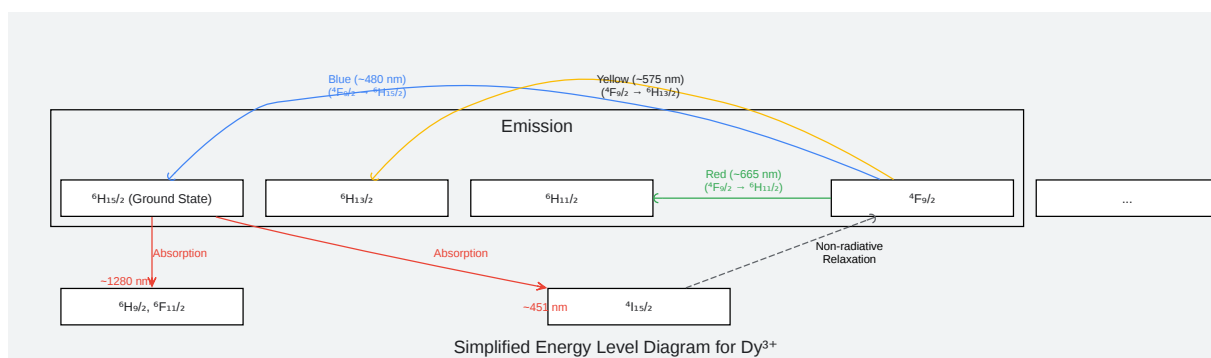 Blue (~480 nm)
(⁴F₉/₂ → ⁶H₁₅/₂)
Yellow (~575 nm)
(⁴F₉/₂ → ⁶H₁₃/₂)
Emission
Red (~665 nm)
(⁴F₉/₂ → ⁶H₁₁/₂)
⁶H₁₅/₂ (Ground State)
⁶H₁₃/₂
⁶H₁₁/₂
⁴F₉/₂
...
Absorption
Absorption
Non-radiative
Relaxation
~1280 nm
⁶H₉/₂, ⁶F₁₁/₂
~451 nm
⁴I₁₅/₂
Simplified Energy Level Diagram for Dy³⁺